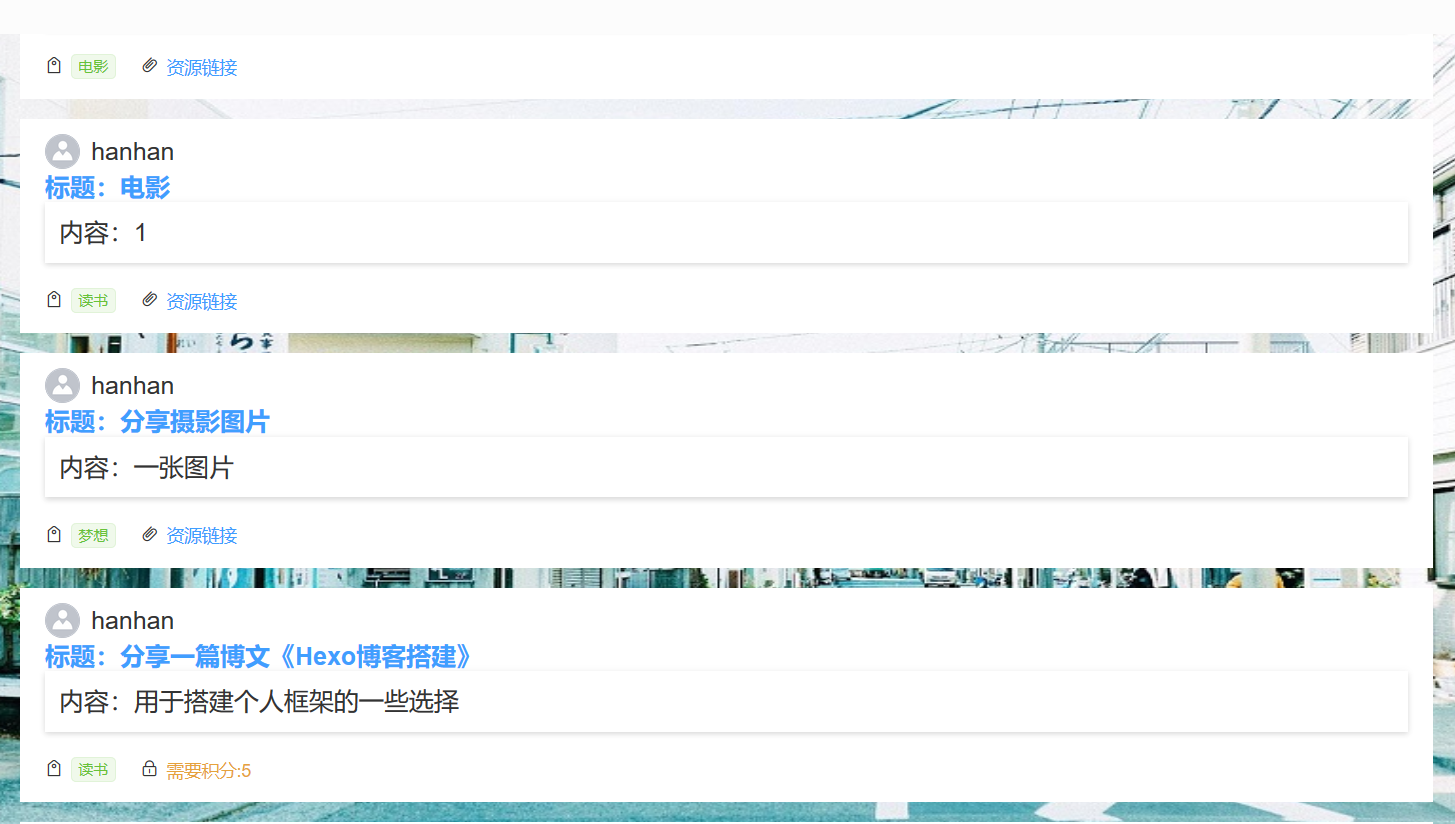 电影 资源链接
hanhan
标题：电影
内容：1
读书 资源链接
hanhan
标题：分享摄影图片
内容：一张图片
梦想 资源链接
hanhan
标题：分享一篇博文《Hexo博客搭建》
内容：用于搭建个人框架的一些选择
读书 需要积分:5